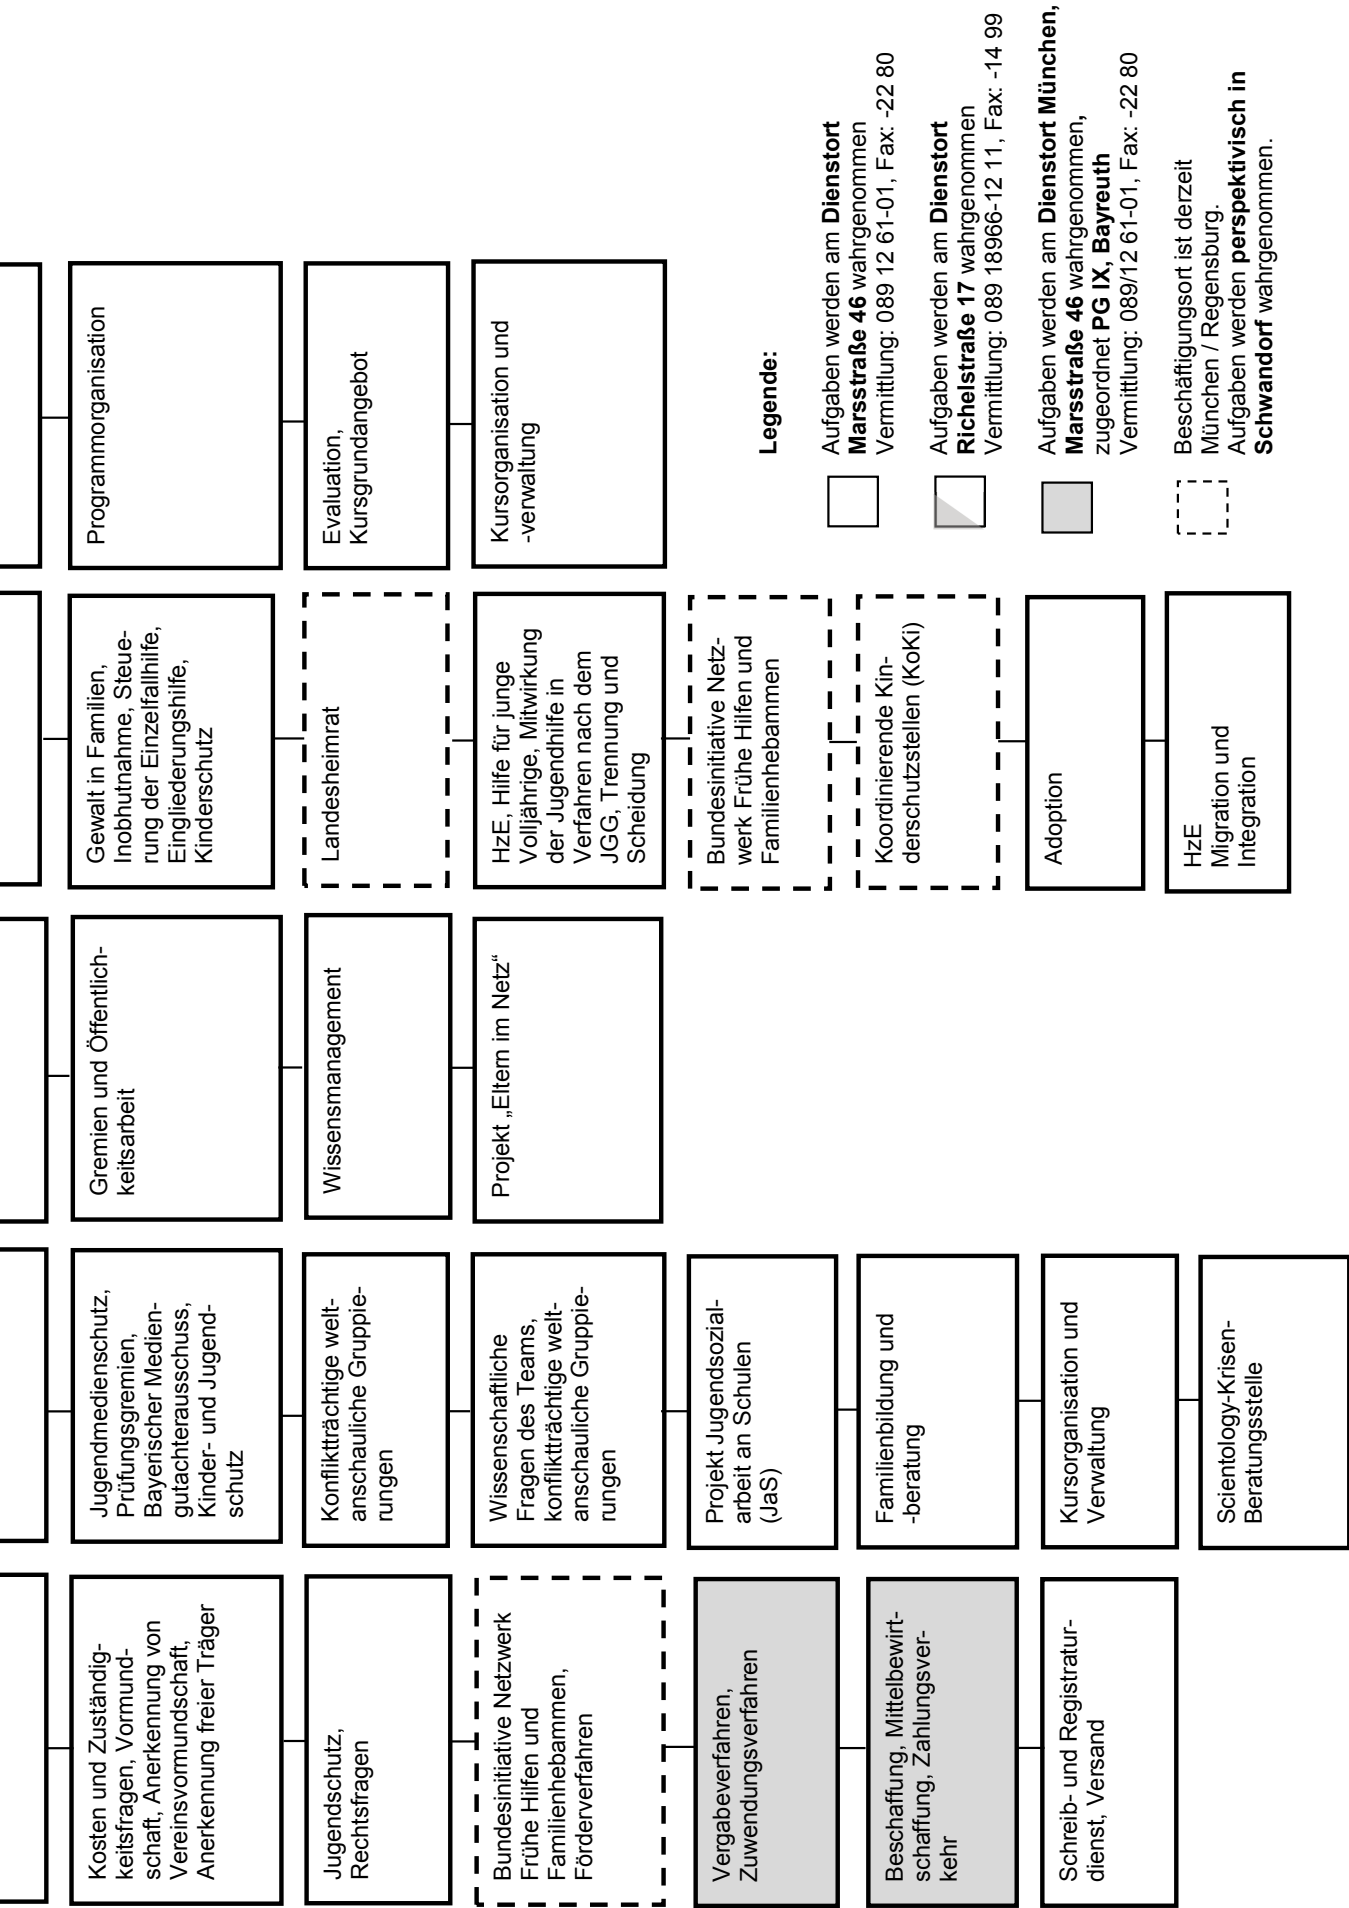 Kosten und Zuständig-
keitsfragen, Vormund-
schaft, Anerkennung von
Vereinsvormundschaft,
Anerkennung freier Träger
Jugendschutz,
Rechtsfragen
Bundesinitiative Netzwerk
Frühe Hilfen und
Familienhebammen,
Förderverfahren
Vergabeverfahren,
Zuwendungsverfahren
Beschaffung, Mittelbewirt-
schaffung, Zahlungsver-
kehr
Schreib- und Registratur-
dienst, Versand
Jugendmedienschutz,
Prüfungsgremien,
Bayerischer Medien-
gutachterausschuss,
Kinder- und Jugend-
schutz
Konfliktträchtige welt-
anschauliche Gruppie-
rungen
Wissenschaftliche
Fragen des Teams,
konfliktträchtige welt-
anschauliche Gruppie-
rungen
Projekt Jugendsozial-
arbeit an Schulen
(JaS)
Familienbildung und
-beratung
Kursorganisation und
Verwaltung
Scientology-Krisen-
Beratungsstelle
Gremien und Öffentlich-
keitsarbeit
Wissensmanagement
Projekt „Eltern im Netz“
Gewalt in Familien,
Inobhutnahme, Steue-
rung der Einzelfallhilfe,
Eingliederungshilfe,
Kinderschutz
Landesheimrat
HzE, Hilfe für junge
Volljährige, Mitwirkung
der Jugendhilfe in
Verfahren nach dem
JGG, Trennung und
Scheidung
Bundesinitiative Netz-
werk Frühe Hilfen und
Familienhebammen
Koordinierende Kin-
derschutzstellen (KoKi)
Adoption
HzE
Migration und
Integration
Programmorganisation
Evaluation,
Kursgrundangebot
Kursorganisation und
-verwaltung
Legende:
Aufgaben werden am Dienstort
Marsstraße 46 wahrgenommen
Vermittlung: 089 12 61-01, Fax: -22 80
Aufgaben werden am Dienstort
Richelstraße 17 wahrgenommen
Vermittlung: 089 18966-12 11, Fax: -14 99
Aufgaben werden am Dienstort München,
Marsstraße 46 wahrgenommen,
zugeordnet PG IX, Bayreuth
Vermittlung: 089/12 61-01, Fax: -22 80
Beschäftigungsort ist derzeit
München / Regensburg.
Aufgaben werden perspektivisch in
Schwandorf wahrgenommen.